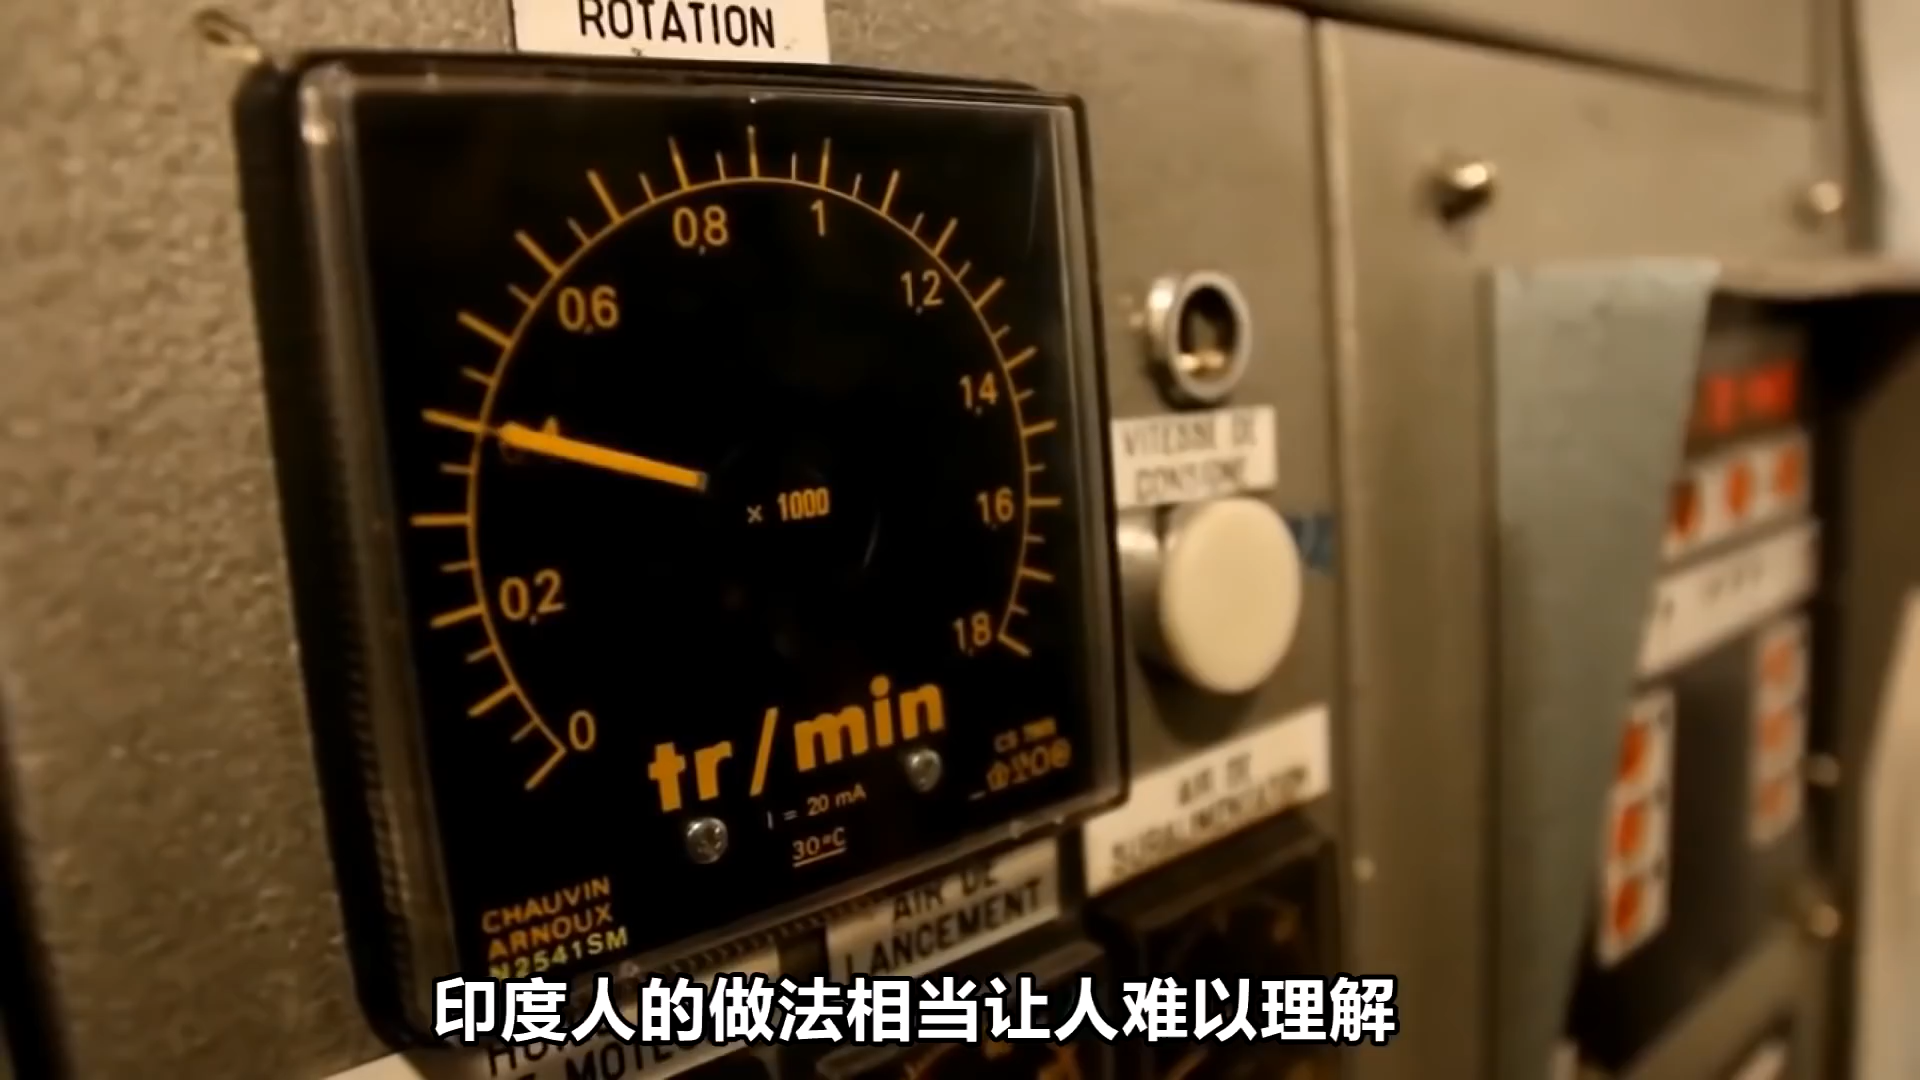 ROTATION
0,8
1
0,6
1,2
1,4
× 1000
1,6
0,2
1,8
0
tr/min
I = 20 mA
30°C
CHAUVIN
ARNOUX
N2541SM
VITESSE DE
CONSIGNE
AIR DE
SURALIMENTATION
AIR DE
LANCEMENT
印度人的做法相当让人难以理解